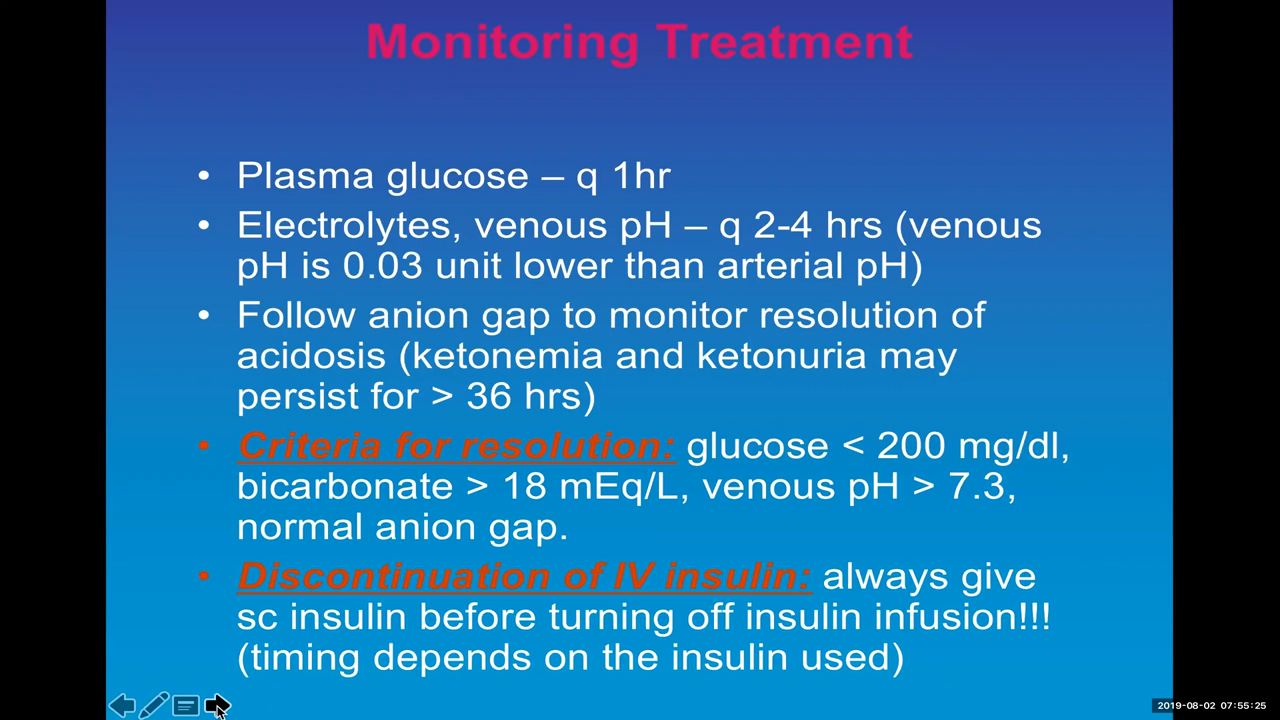 Monitoring Treatment
• Plasma glucose – q 1hr
• Electrolytes, venous pH – q 2-4 hrs (venous
pH is 0.03 unit lower than arterial pH)
• Follow anion gap to monitor resolution of
acidosis (ketonemia and ketonuria may
persist for > 36 hrs)
• Criteria for resolution: glucose < 200 mg/dl,
bicarbonate > 18 mEq/L, venous pH > 7.3,
normal anion gap.
• Discontinuation of IV insulin: always give
sc insulin before turning off insulin infusion!!!
(timing depends on the insulin used)
2019-08-02 07:55:25